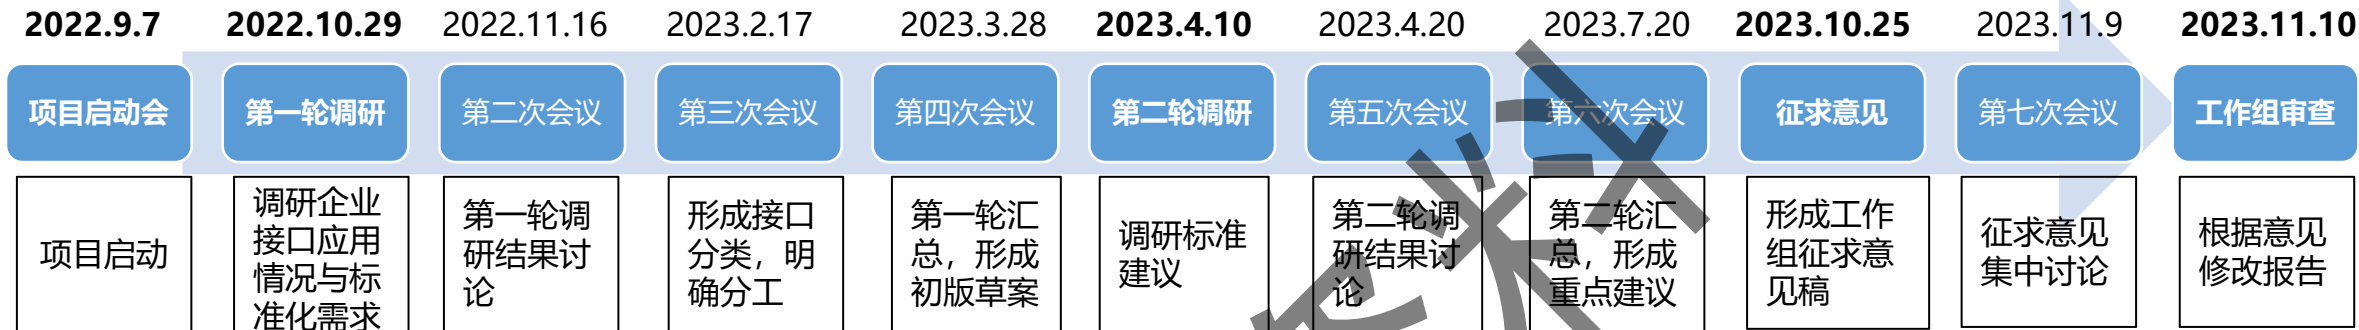 2022.9.7 2022.10.29 2022.11.16 2023.2.17 2023.3.28 2023.4.10 2023.4.20 2023.7.20 2023.10.25 2023.11.9 2023.11.10
项目启动会 第一轮调研 第二次会议 第三次会议 第四次会议 第二轮调研 第五次会议 第六次会议 征求意见 第七次会议 工作组审查
项目启动
调研企业
接口应用
情况与标
准化需求
第一轮调
研结果讨
论
形成接口
分类，明
确分工
第一轮汇
总，形成
初版草案
调研标准
建议
第二轮调
研结果讨
论
第二轮汇
总，形成
重点建议
形成工作
组征求意
见稿
征求意见
集中讨论
根据意见
修改报告